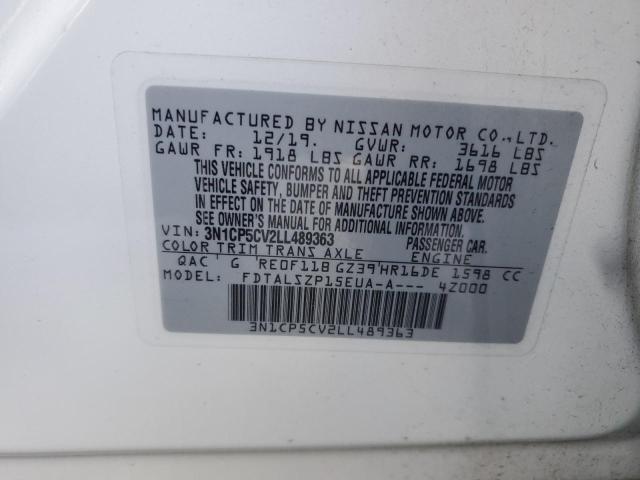 MANUFACTURED BY NISSAN MOTOR CO.,LTD.
DATE: 12/19. GVWR: 3616 LBS
GAWR FR: 1918 LBS GAWR RR: 1698 LBS
THIS VEHICLE CONFORMS TO ALL APPLICABLE FEDERAL MOTOR
VEHICLE SAFETY, BUMPER AND THEFT PREVENTION STANDARDS
IN EFFECT ON THE DATE OF MANUFACTURE SHOWN ABOVE.
SEE OWNER'S MANUAL FOR ADDITIONAL INFORMATION.
VIN: 3N1CP5CV2LL489363 PASSENGER CAR.
COLOR TRIM TRANS AXLE ENGINE
QAC G RE0F11B GZ39 HR16DE 1598 CC
MODEL: FDTALSZP15EUA-A--- 4Z000
3N1CP5CV2LL489363